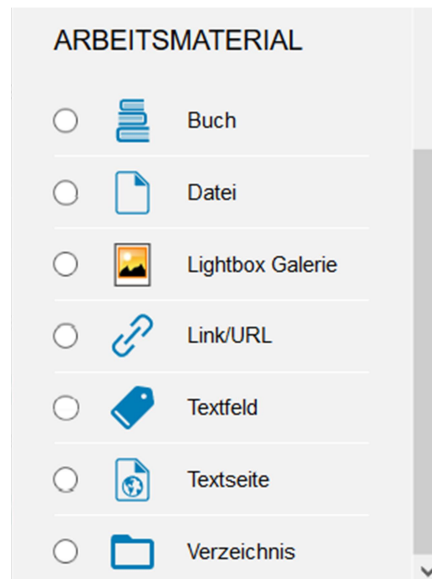 ARBEITSMATERIAL
Buch
Datei
Lightbox Galerie
Link/URL
Textfeld
Textseite
Verzeichnis